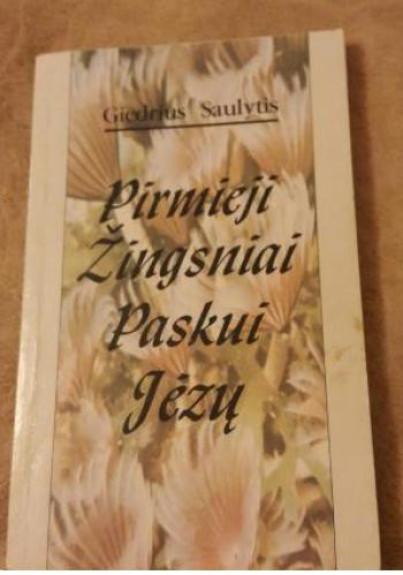 Giedrius Saulytis
Pirmieji
Žingsniai
Paskui
Jėzų